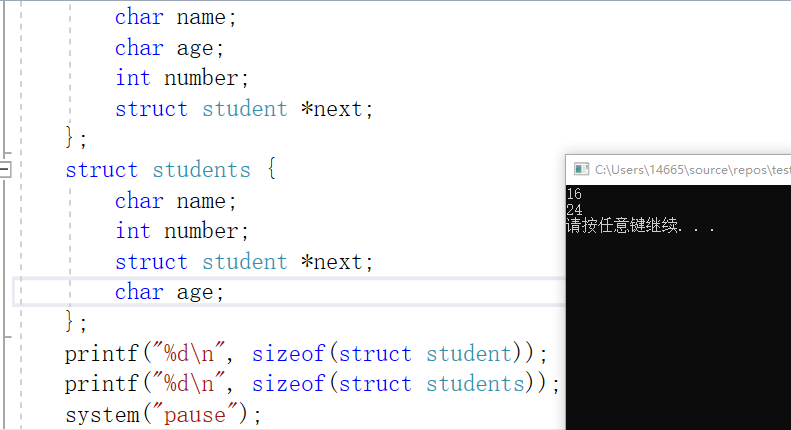 char name;
char age;
int number;
struct student *next;
};
struct students {
char name;
int number;
struct student *next;
char age;
};
printf("%d\n", sizeof(struct student));
printf("%d\n", sizeof(struct students));
system("pause");
C:\Users\14665\source\repos\test
16
24
请按任意键继续. . .